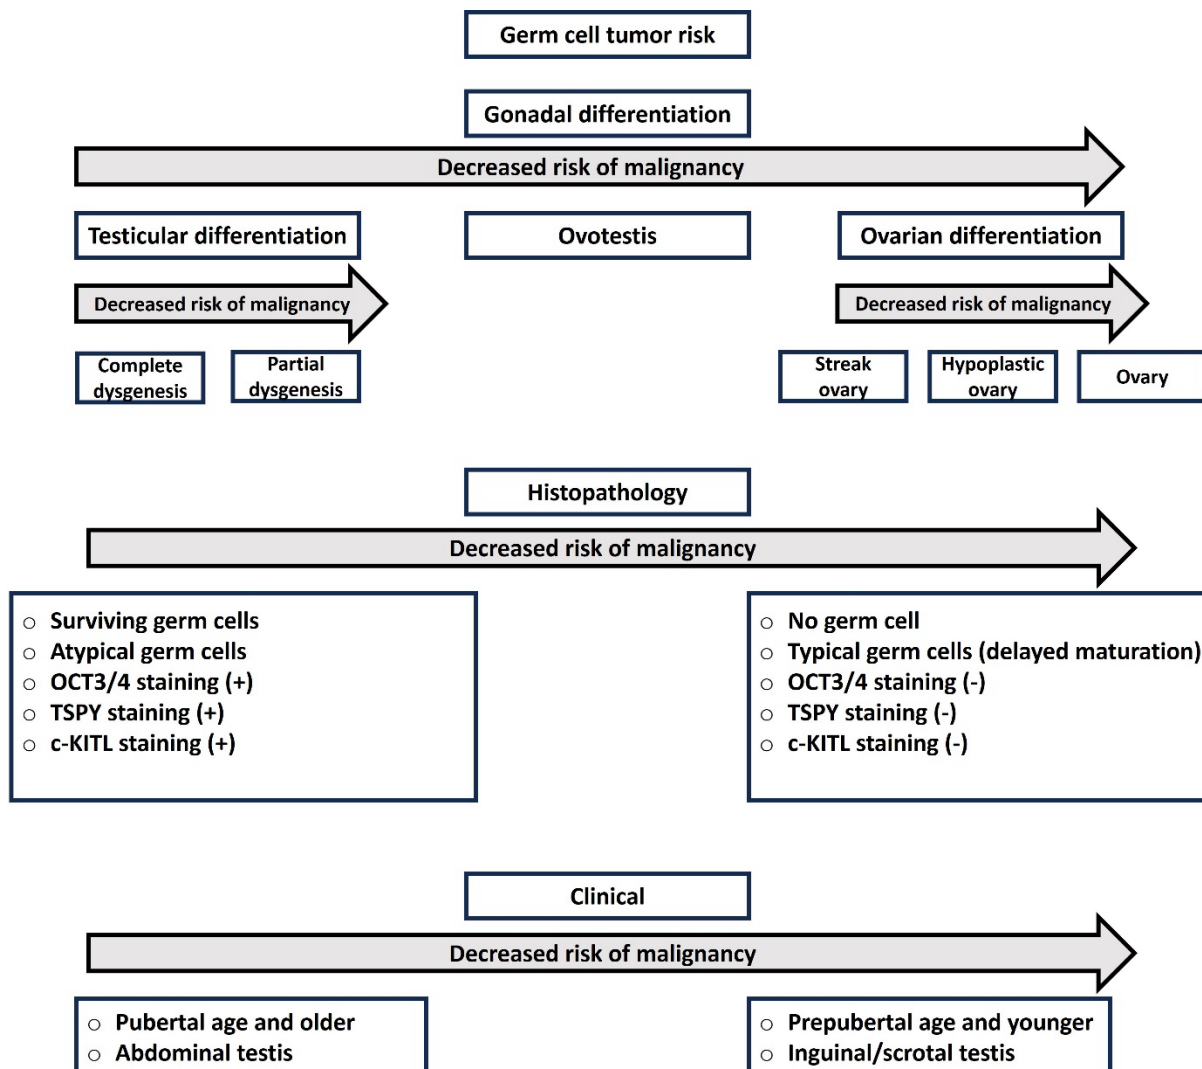 Germ cell tumor risk
Gonadal differentiation
Decreased risk of malignancy
Testicular differentiation
Ovotestis
Ovarian differentiation
Decreased risk of malignancy
Decreased risk of malignancy
Complete
dysgenesis
Partial
dysgenesis
Streak
ovary
Hypoplastic
ovary
Ovary
Histopathology
Decreased risk of malignancy
○ Surviving germ cells
○ Atypical germ cells
○ OCT3/4 staining (+)
○ TSPY staining (+)
○ c-KITL staining (+)
○ No germ cell
○ Typical germ cells (delayed maturation)
○ OCT3/4 staining (-)
○ TSPY staining (-)
○ c-KITL staining (-)
Clinical
Decreased risk of malignancy
○ Pubertal age and older
○ Abdominal testis
○ Prepubertal age and younger
○ Inguinal/scrotal testis